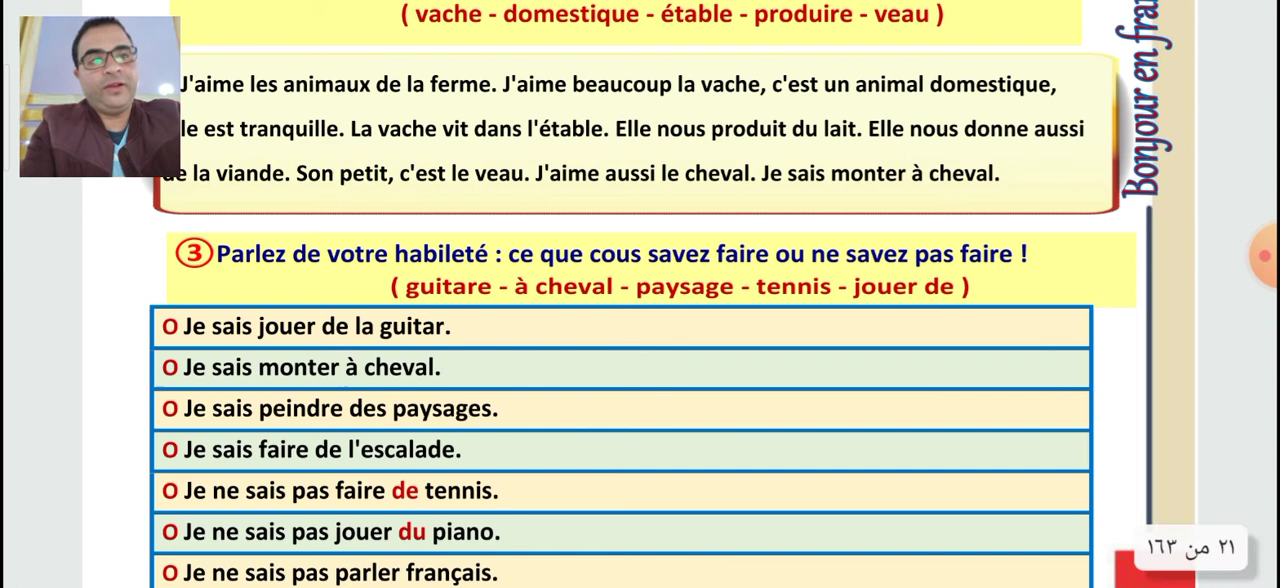 ( vache - domestique - étable - produire - veau )
J'aime les animaux de la ferme. J'aime beaucoup la vache, c'est un animal domestique,
le est tranquille. La vache vit dans l'étable. Elle nous produit du lait. Elle nous donne aussi
de la viande. Son petit, c'est le veau. J'aime aussi le cheval. Je sais monter à cheval.
3 Parlez de votre habileté : ce que cous savez faire ou ne savez pas faire !
( guitare - à cheval - paysage - tennis - jouer de )
O Je sais jouer de la guitar.
O Je sais monter à cheval.
O Je sais peindre des paysages.
O Je sais faire de l'escalade.
O Je ne sais pas faire de tennis.
O Je ne sais pas jouer du piano.
O Je ne sais pas parler français.
Bonjour en fran
٢١ من ١٦٣